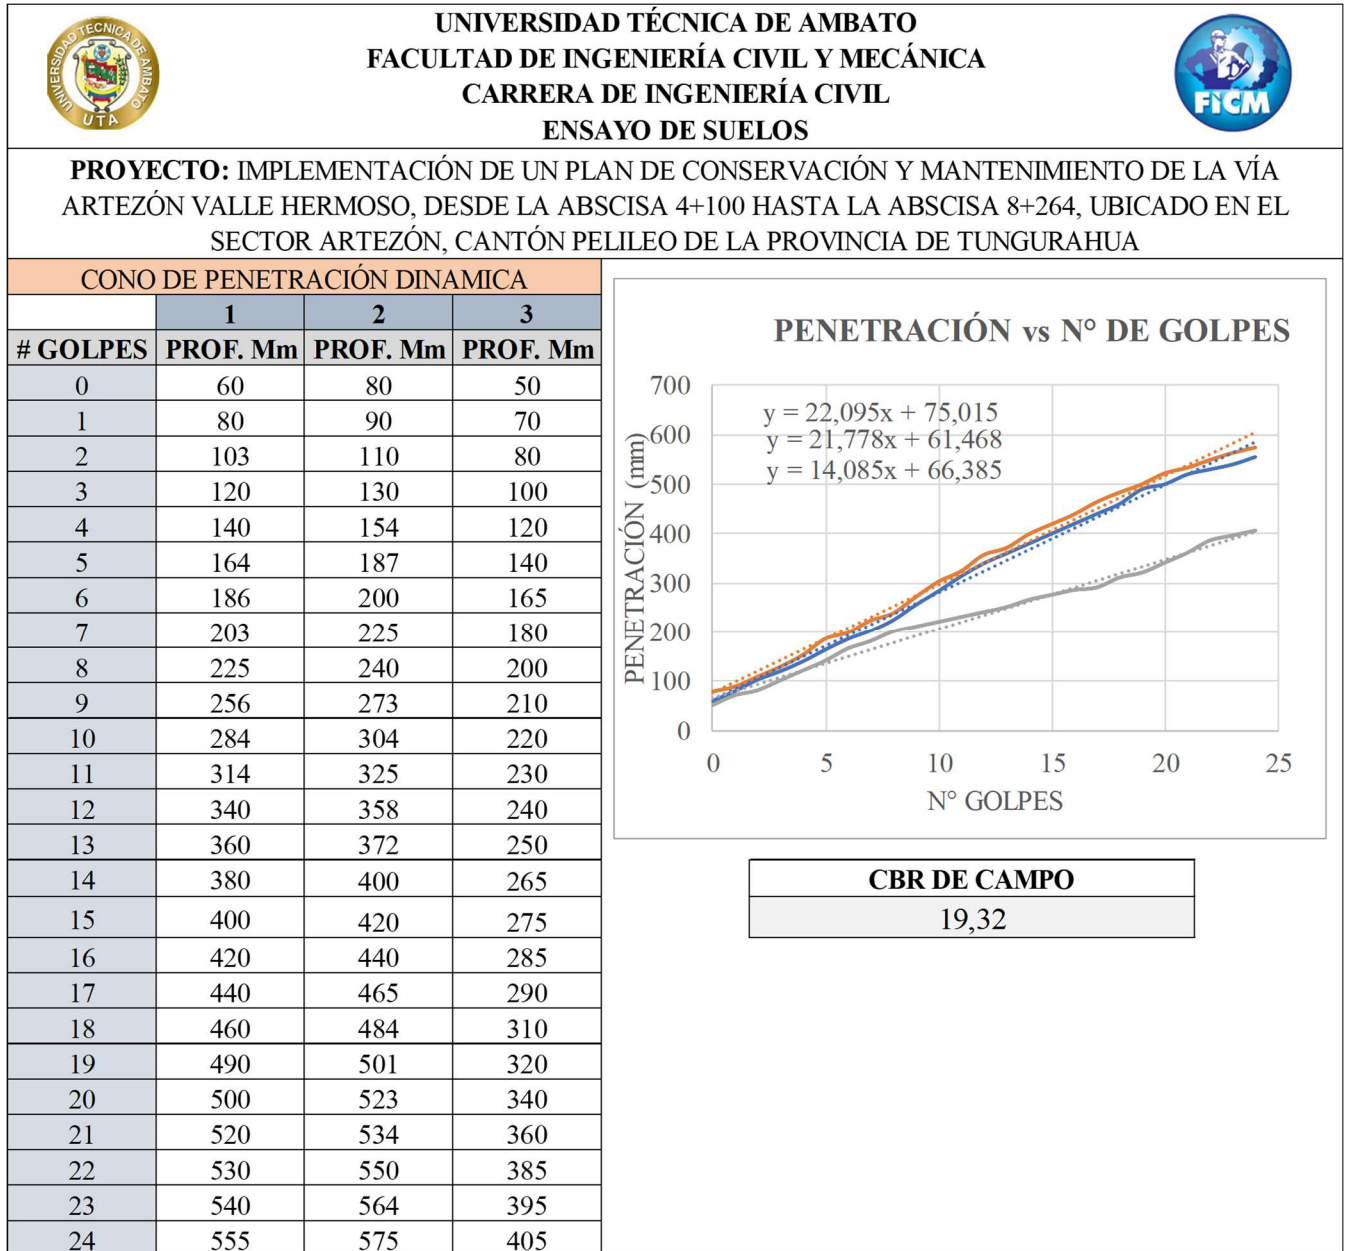 UNIVERSIDAD TÉCNICA DE AMBATO
FACULTAD DE INGENIERÍA CIVIL Y MECÁNICA
CARRERA DE INGENIERÍA CIVIL
ENSAYO DE SUELOS
UNIVERSIDAD TECNICA DE AMBATO
UTA
FICM
PROYECTO: IMPLEMENTACIÓN DE UN PLAN DE CONSERVACIÓN Y MANTENIMIENTO DE LA VÍA
ARTEZÓN VALLE HERMOSO, DESDE LA ABSCISA 4+100 HASTA LA ABSCISA 8+264, UBICADO EN EL
SECTOR ARTEZÓN, CANTÓN PELILEO DE LA PROVINCIA DE TUNGURAHUA
CONO DE PENETRACIÓN DINAMICA
1 2 3
# GOLPES PROF. Mm PROF. Mm PROF. Mm
0 60 80 50
1 80 90 70
2 103 110 80
3 120 130 100
4 140 154 120
5 164 187 140
6 186 200 165
7 203 225 180
8 225 240 200
9 256 273 210
10 284 304 220
11 314 325 230
12 340 358 240
13 360 372 250
14 380 400 265
15 400 420 275
16 420 440 285
17 440 465 290
18 460 484 310
19 490 501 320
20 500 523 340
21 520 534 360
22 530 550 385
23 540 564 395
24 555 575 405
PENETRACIÓN vs N° DE GOLPES
y = 22,095x + 75,015
y = 21,778x + 61,468
y = 14,085x + 66,385
PENETRACIÓN (mm)
700
600
500
400
300
200
100
0
0 5 10 15 20 25
N° GOLPES
CBR DE CAMPO
19,32